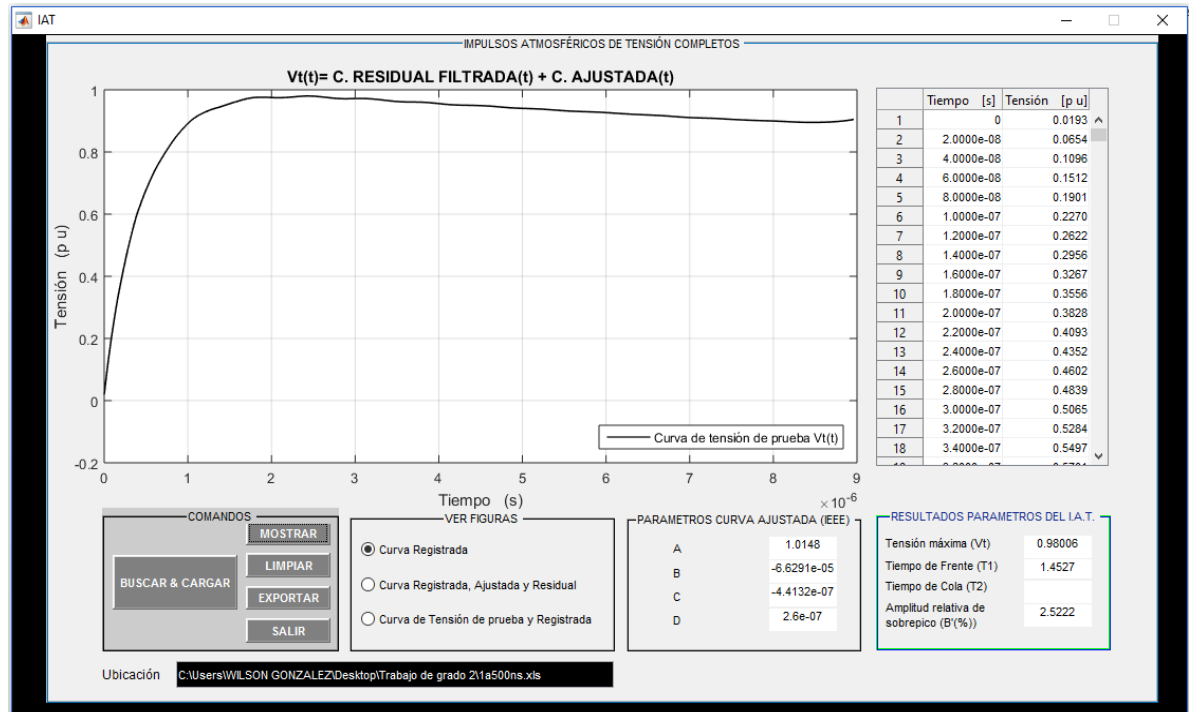 IAT
IMPULSOS ATMOSFÉRICOS DE TENSIÓN COMPLETOS
Vt(t)= C. RESIDUAL FILTRADA(t) + C. AJUSTADA(t)
Tensión (p u)
1
0.8
0.6
0.4
0.2
0
-0.2
0 1 2 3 4 5 6 7 8 9
Tiempo (s)
×10-6
Curva de tensión de prueba Vt(t)
Tiempo [s] Tensión [p u]
1 0 0.0193
2 2.0000e-08 0.0654
3 4.0000e-08 0.1096
4 6.0000e-08 0.1512
5 8.0000e-08 0.1901
6 1.0000e-07 0.2270
7 1.2000e-07 0.2622
8 1.4000e-07 0.2956
9 1.6000e-07 0.3267
10 1.8000e-07 0.3556
11 2.0000e-07 0.3828
12 2.2000e-07 0.4093
13 2.4000e-07 0.4352
14 2.6000e-07 0.4602
15 2.8000e-07 0.4839
16 3.0000e-07 0.5065
17 3.2000e-07 0.5284
18 3.4000e-07 0.5497
COMANDOS
BUSCAR & CARGAR
MOSTRAR
LIMPIAR
EXPORTAR
SALIR
VER FIGURAS
Curva Registrada
Curva Registrada, Ajustada y Residual
Curva de Tensión de prueba y Registrada
PARAMETROS CURVA AJUSTADA (IEEE)
A 1.0148
B -6.6291e-05
C -4.4132e-07
D 2.6e-07
RESULTADOS PARAMETROS DEL I.A.T.
Tensión máxima (Vt) 0.98006
Tiempo de Frente (T1) 1.4527
Tiempo de Cola (T2)
Amplitud relativa de
sobrepico (B'(%)) 2.5222
Ubicación C:\Users\WILSON GONZALEZ\Desktop\Trabajo de grado 2\1a500ns.xls